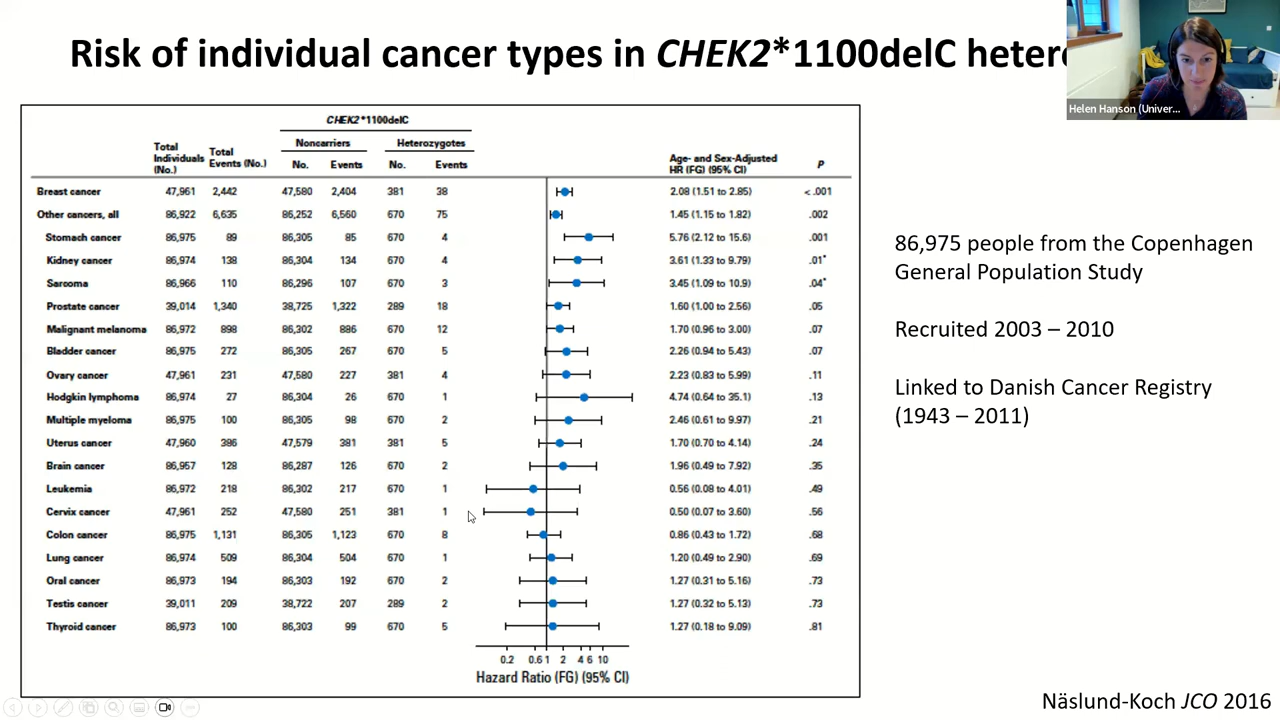 Risk of individual cancer types in CHEK2*1100delC hetero
Helen Hanson (Univer...
CHEK2*1100delC
Noncarriers Heterozygotes
Total Individuals (No.) Total Events (No.) No. Events No. Events Age- and Sex-Adjusted HR (FG) (95% CI) P
Breast cancer 47,961 2,442 47,580 2,404 381 38 2.08 (1.51 to 2.85) < .001
Other cancers, all 86,922 6,635 86,252 6,560 670 75 1.45 (1.15 to 1.82) .002
Stomach cancer 86,975 89 86,305 85 670 4 5.76 (2.12 to 15.6) .001
Kidney cancer 86,974 138 86,304 134 670 4 3.61 (1.33 to 9.79) .01*
Sarcoma 86,966 110 86,296 107 670 3 3.45 (1.09 to 10.9) .04*
Prostate cancer 39,014 1,340 38,725 1,322 289 18 1.60 (1.00 to 2.56) .05
Malignant melanoma 86,972 898 86,302 886 670 12 1.70 (0.96 to 3.00) .07
Bladder cancer 86,975 272 86,305 267 670 5 2.26 (0.94 to 5.43) .07
Ovary cancer 47,961 231 47,580 227 381 4 2.23 (0.83 to 5.99) .11
Hodgkin lymphoma 86,974 27 86,304 26 670 1 4.74 (0.64 to 35.1) .13
Multiple myeloma 86,975 100 86,305 98 670 2 2.46 (0.61 to 9.97) .21
Uterus cancer 47,960 386 47,579 381 381 5 1.70 (0.70 to 4.14) .24
Brain cancer 86,957 128 86,287 126 670 2 1.96 (0.49 to 7.92) .35
Leukemia 86,972 218 86,302 217 670 1 0.56 (0.08 to 4.01) .49
Cervix cancer 47,961 252 47,580 251 381 1 0.50 (0.07 to 3.60) .56
Colon cancer 86,975 1,131 86,305 1,123 670 8 0.86 (0.43 to 1.72) .68
Lung cancer 86,974 509 86,304 504 670 1 1.20 (0.49 to 2.90) .69
Oral cancer 86,973 194 86,303 192 670 2 1.27 (0.31 to 5.16) .73
Testis cancer 39,011 209 38,722 207 289 2 1.27 (0.32 to 5.13) .73
Thyroid cancer 86,973 100 86,303 99 670 5 1.27 (0.18 to 9.09) .81
0.2 0.6 1 2 4 6 10
Hazard Ratio (FG) (95% CI)
86,975 people from the Copenhagen
General Population Study
Recruited 2003 – 2010
Linked to Danish Cancer Registry
(1943 – 2011)
Näslund-Koch JCO 2016